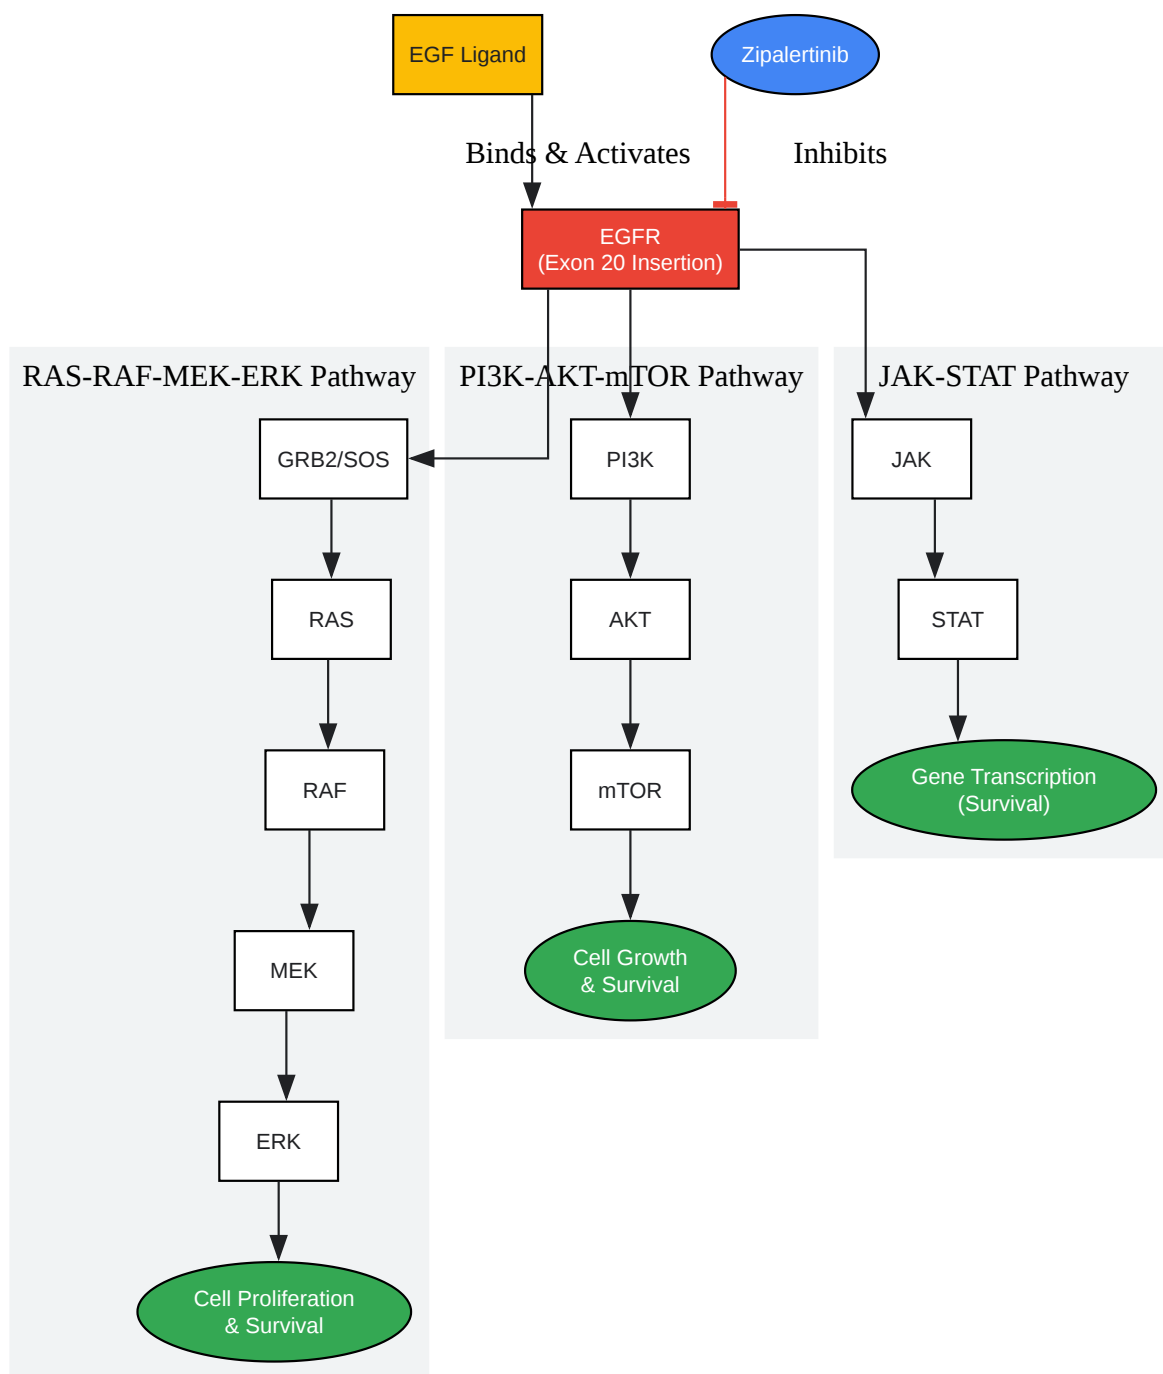 EGF Ligand
Zipalertinib
Binds & Activates
Inhibits
EGFR
(Exon 20 Insertion)
RAS-RAF-MEK-ERK Pathway
GRB2/SOS
RAS
RAF
MEK
ERK
Cell Proliferation
& Survival
PI3K-AKT-mTOR Pathway
PI3K
AKT
mTOR
Cell Growth
& Survival
JAK-STAT Pathway
JAK
STAT
Gene Transcription
(Survival)